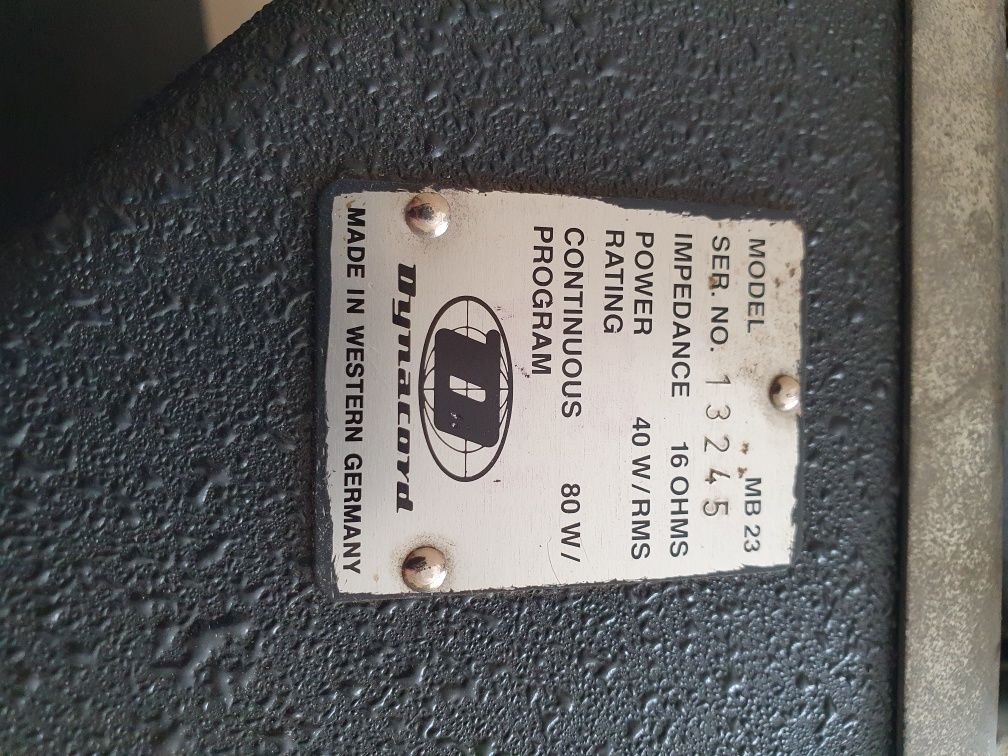 MODEL MB 23
SER. NO. 13245
IMPEDANCE 16 OHMS
POWER 40 W/RMS
RATING
CONTINUOUS 80 W/
PROGRAM
D
Dynacord
MADE IN WESTERN GERMANY